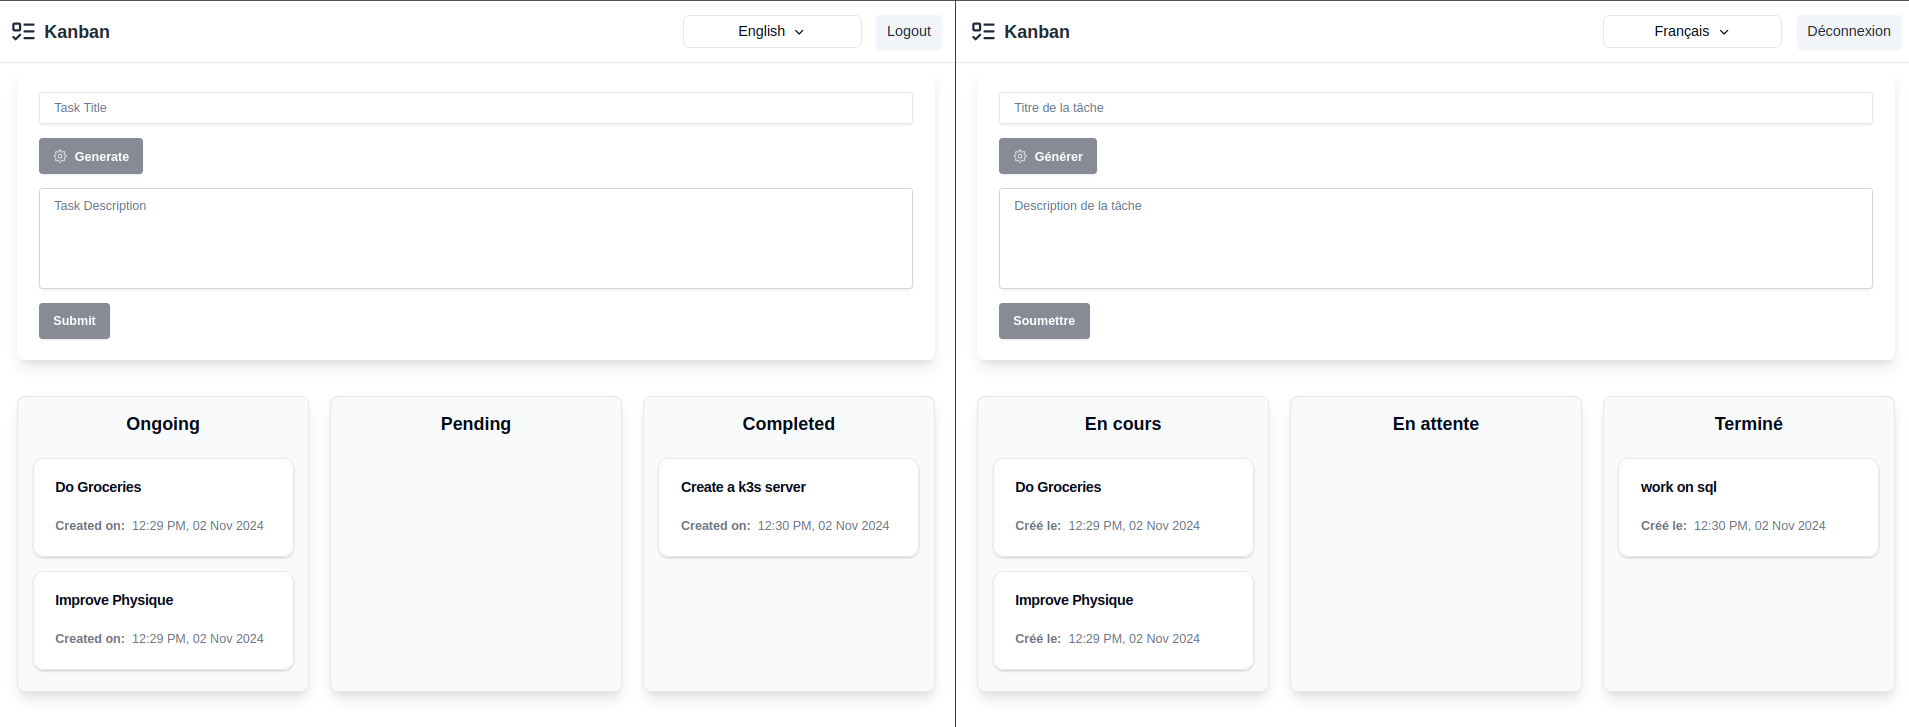 Kanban
English
Logout
Task Title
Generate
Task Description
Submit
Ongoing
Do Groceries
Created on: 12:29 PM, 02 Nov 2024
Improve Physique
Created on: 12:29 PM, 02 Nov 2024
Pending
Completed
Create a k3s server
Created on: 12:30 PM, 02 Nov 2024
Kanban
Français
Déconnexion
Titre de la tâche
Générer
Description de la tâche
Soumettre
En cours
Do Groceries
Créé le: 12:29 PM, 02 Nov 2024
Improve Physique
Créé le: 12:29 PM, 02 Nov 2024
En attente
Terminé
work on sql
Créé le: 12:30 PM, 02 Nov 2024